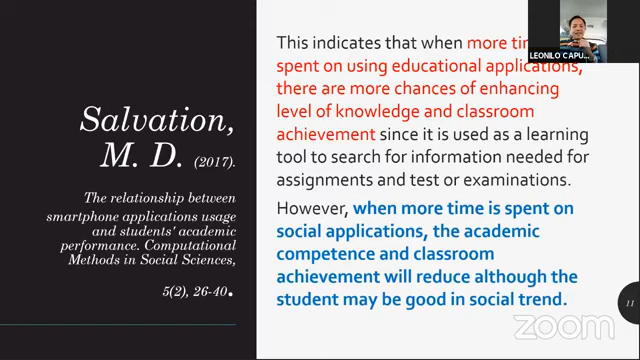 Salvation,
M. D. (2017).
The relationship between
smartphone applications usage
and students' academic
performance. Computational
Methods in Social Sciences,
5(2), 26-40.
This indicates that when more
spent on using educational applications,
there are more chances of enhancing
level of knowledge and classroom
achievement since it is used as a learning
tool to search for information needed for
assignments and test or examinations.
However, when more time is spent on
social applications, the academic
competence and classroom
achievement will reduce although the
student may be good in social trend.
LEONILO
11
zoom